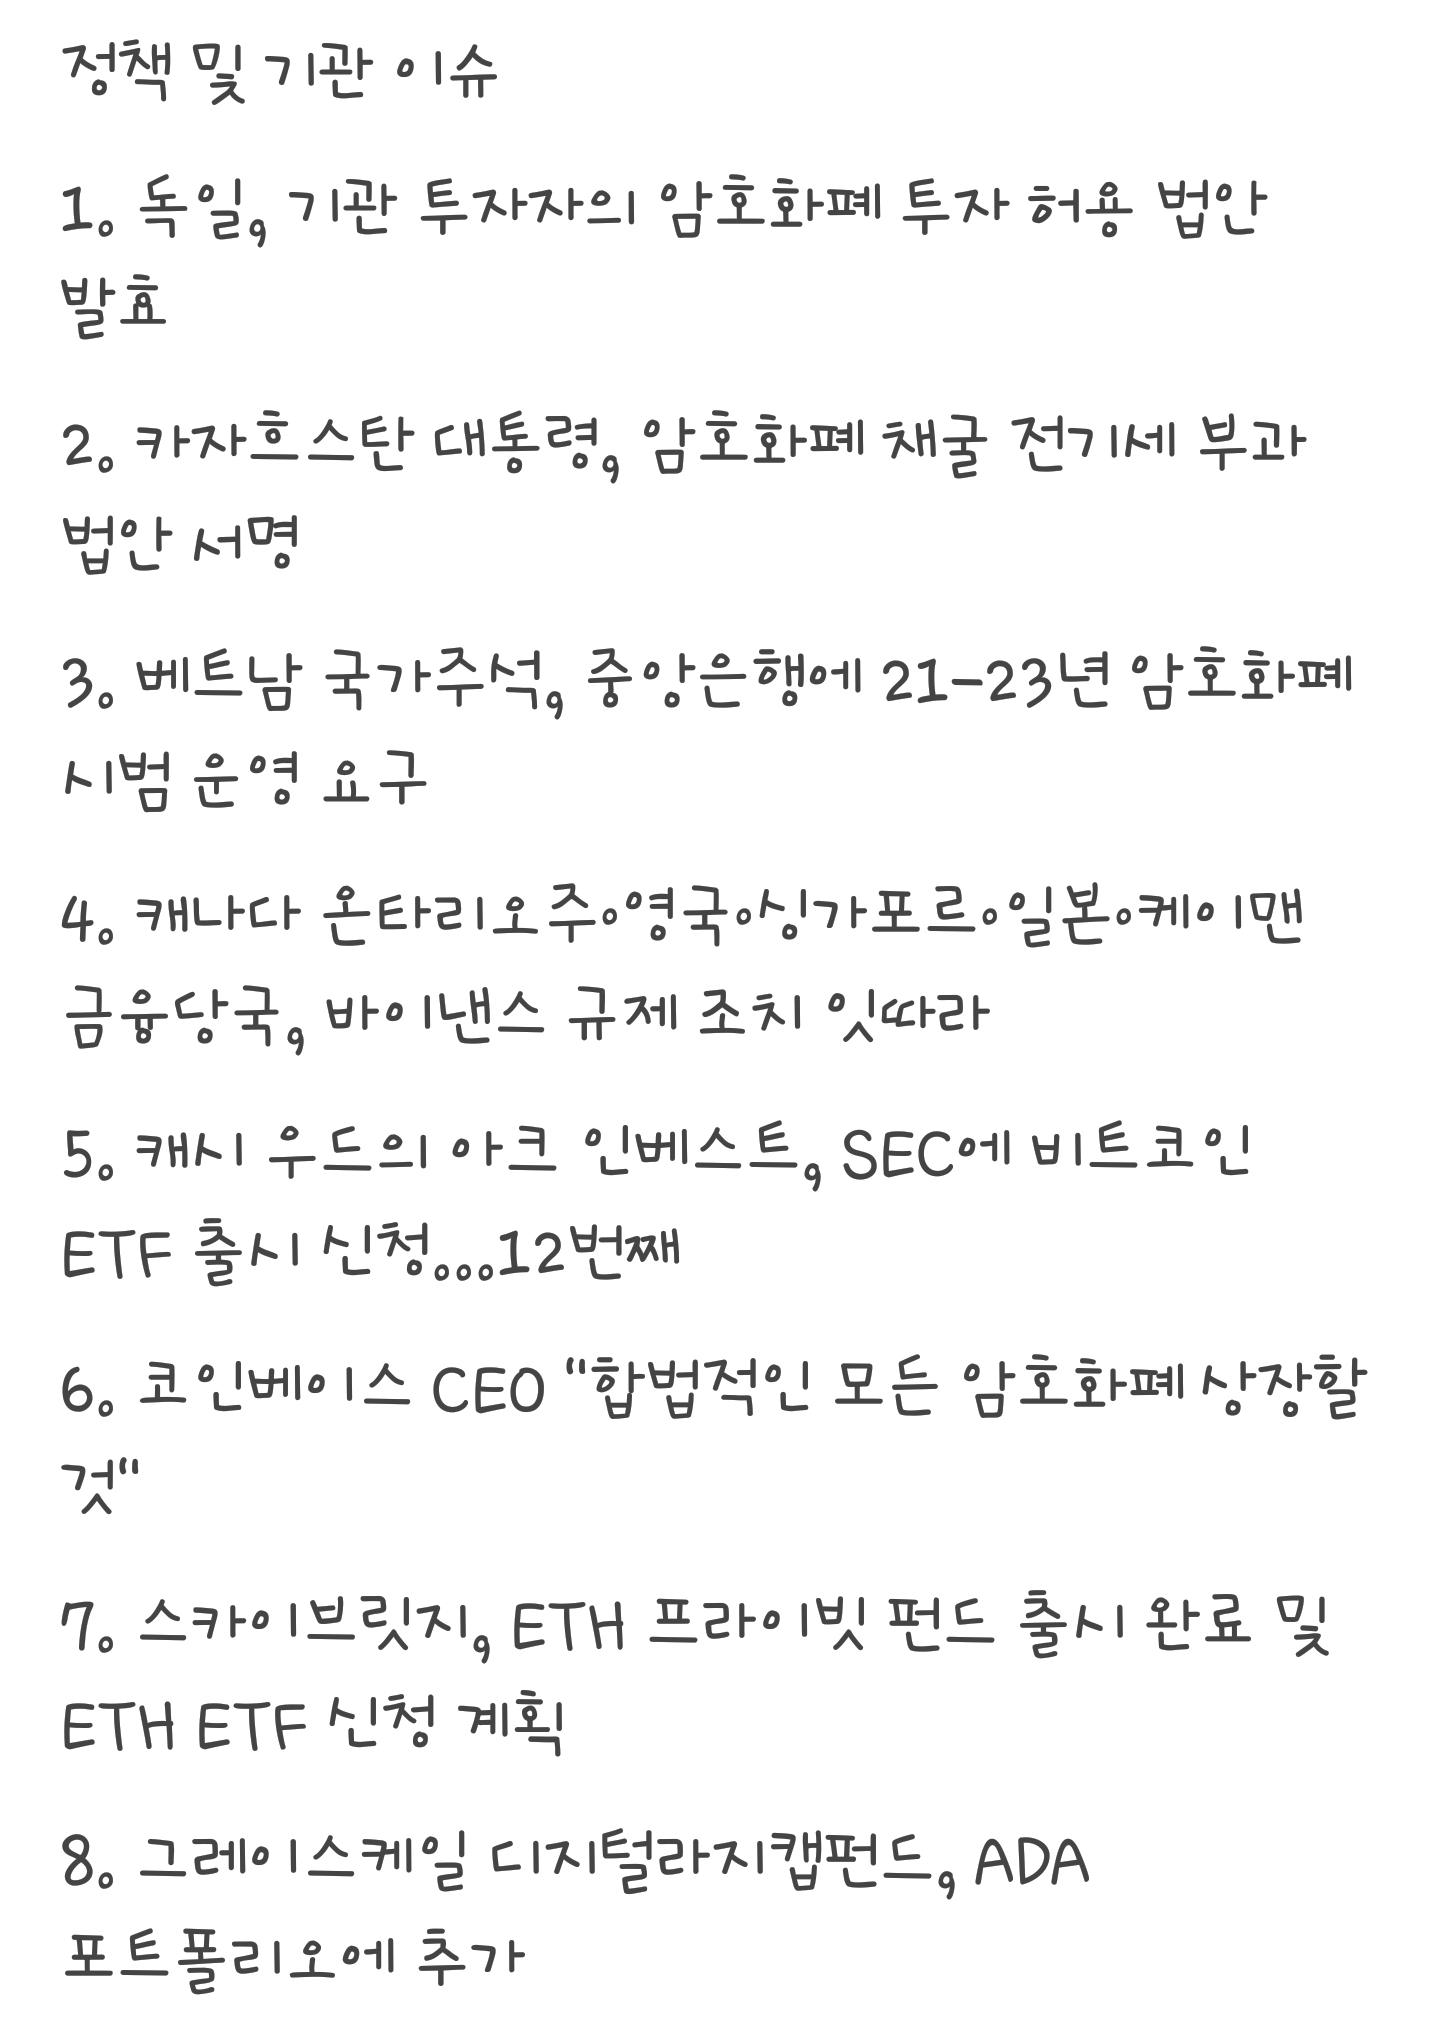 정책 및 기관 이슈
1. 독일, 기관 투자자의 암호화폐 투자 허용 법안
발효
2. 카자흐스탄 대통령, 암호화폐 채굴 전기세 부과
법안 서명
3. 베트남 국가주석, 중앙은행에 21-23년 암호화폐
시범 운영 요구
4. 캐나다 온타리오주·영국·싱가포르·일본·케이맨
금융당국, 바이낸스 규제 조치 잇따라
5. 캐시 우드의 아크 인베스트, SEC에 비트코인
ETF 출시 신청...12번째
6. 코인베이스 CEO "합법적인 모든 암호화폐 상장할
것"
7. 스카이브릿지, ETH 프라이빗 펀드 출시 완료 및
ETH ETF 신청 계획
8. 그레이스케일 디지털라지캡펀드, ADA
포트폴리오에 추가